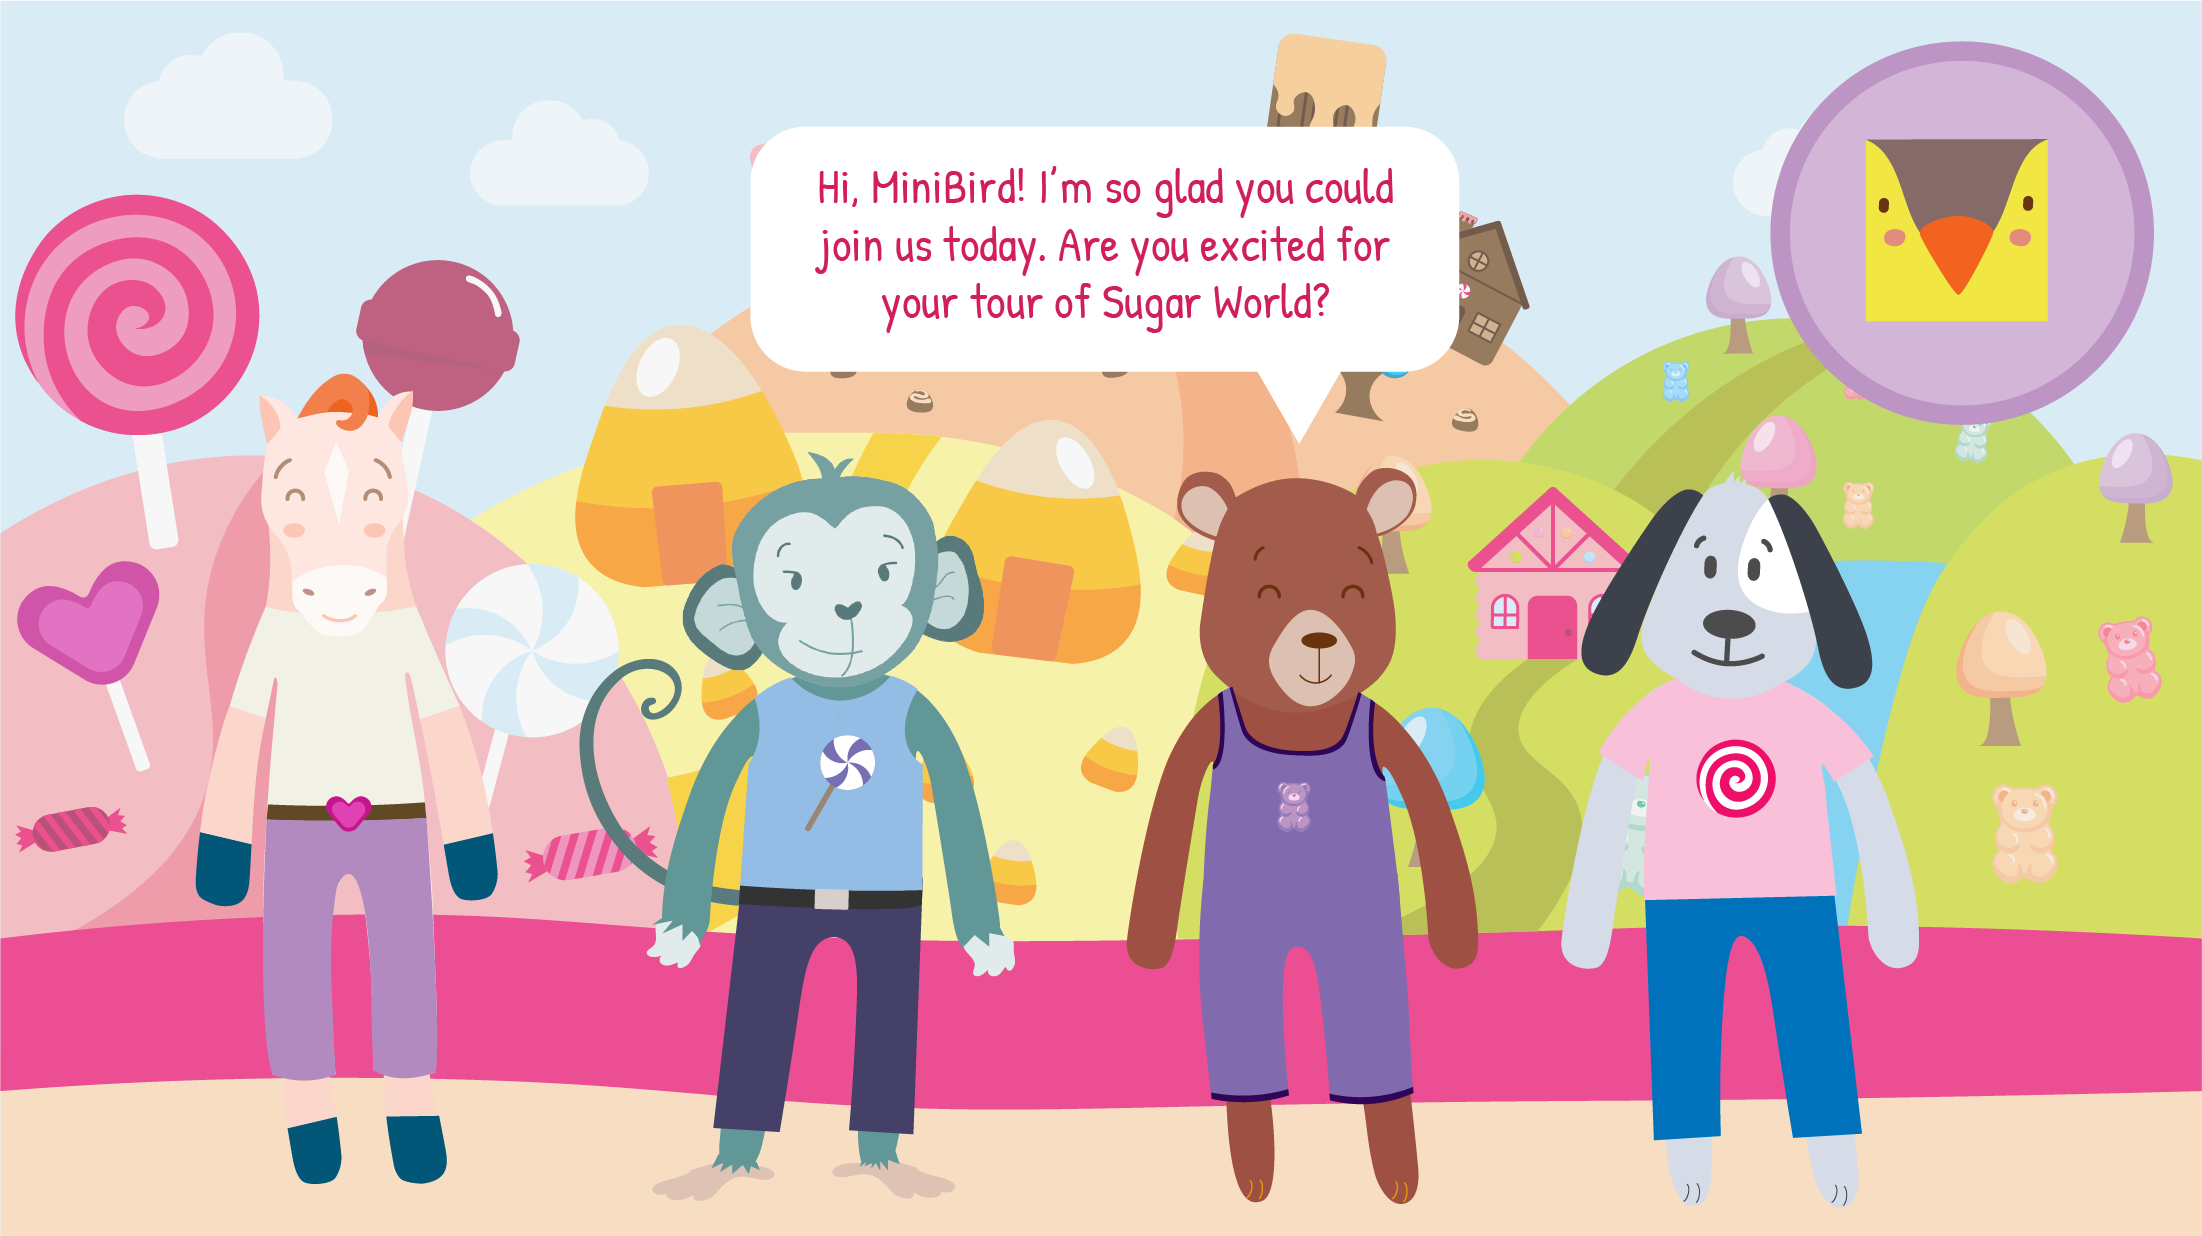 Hi, MiniBird! I'm so glad you could
join us today. Are you excited for
your tour of Sugar World?